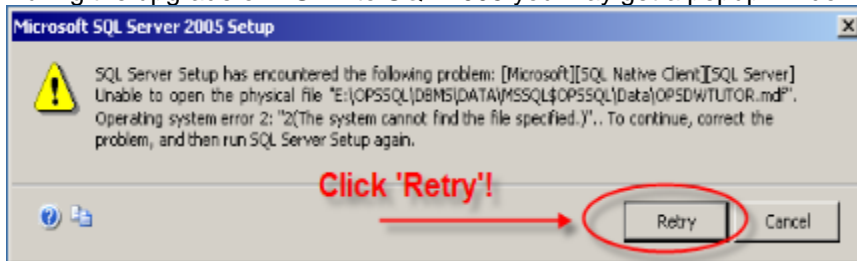 Microsoft SQL Server 2005 Setup
SQL Server Setup has encountered the following problem: [Microsoft][SQL Native Client][SQL Server]
Unable to open the physical file "E:\OPSSQL\DBMS\DATA\MSSQL$OPSSQL\Data\OPSDWTUTOR.mdf".
Operating system error 2: "2(The system cannot find the file specified.)".. To continue, correct the
problem, and then run SQL Server Setup again.
Click 'Retry'!
Retry
Cancel